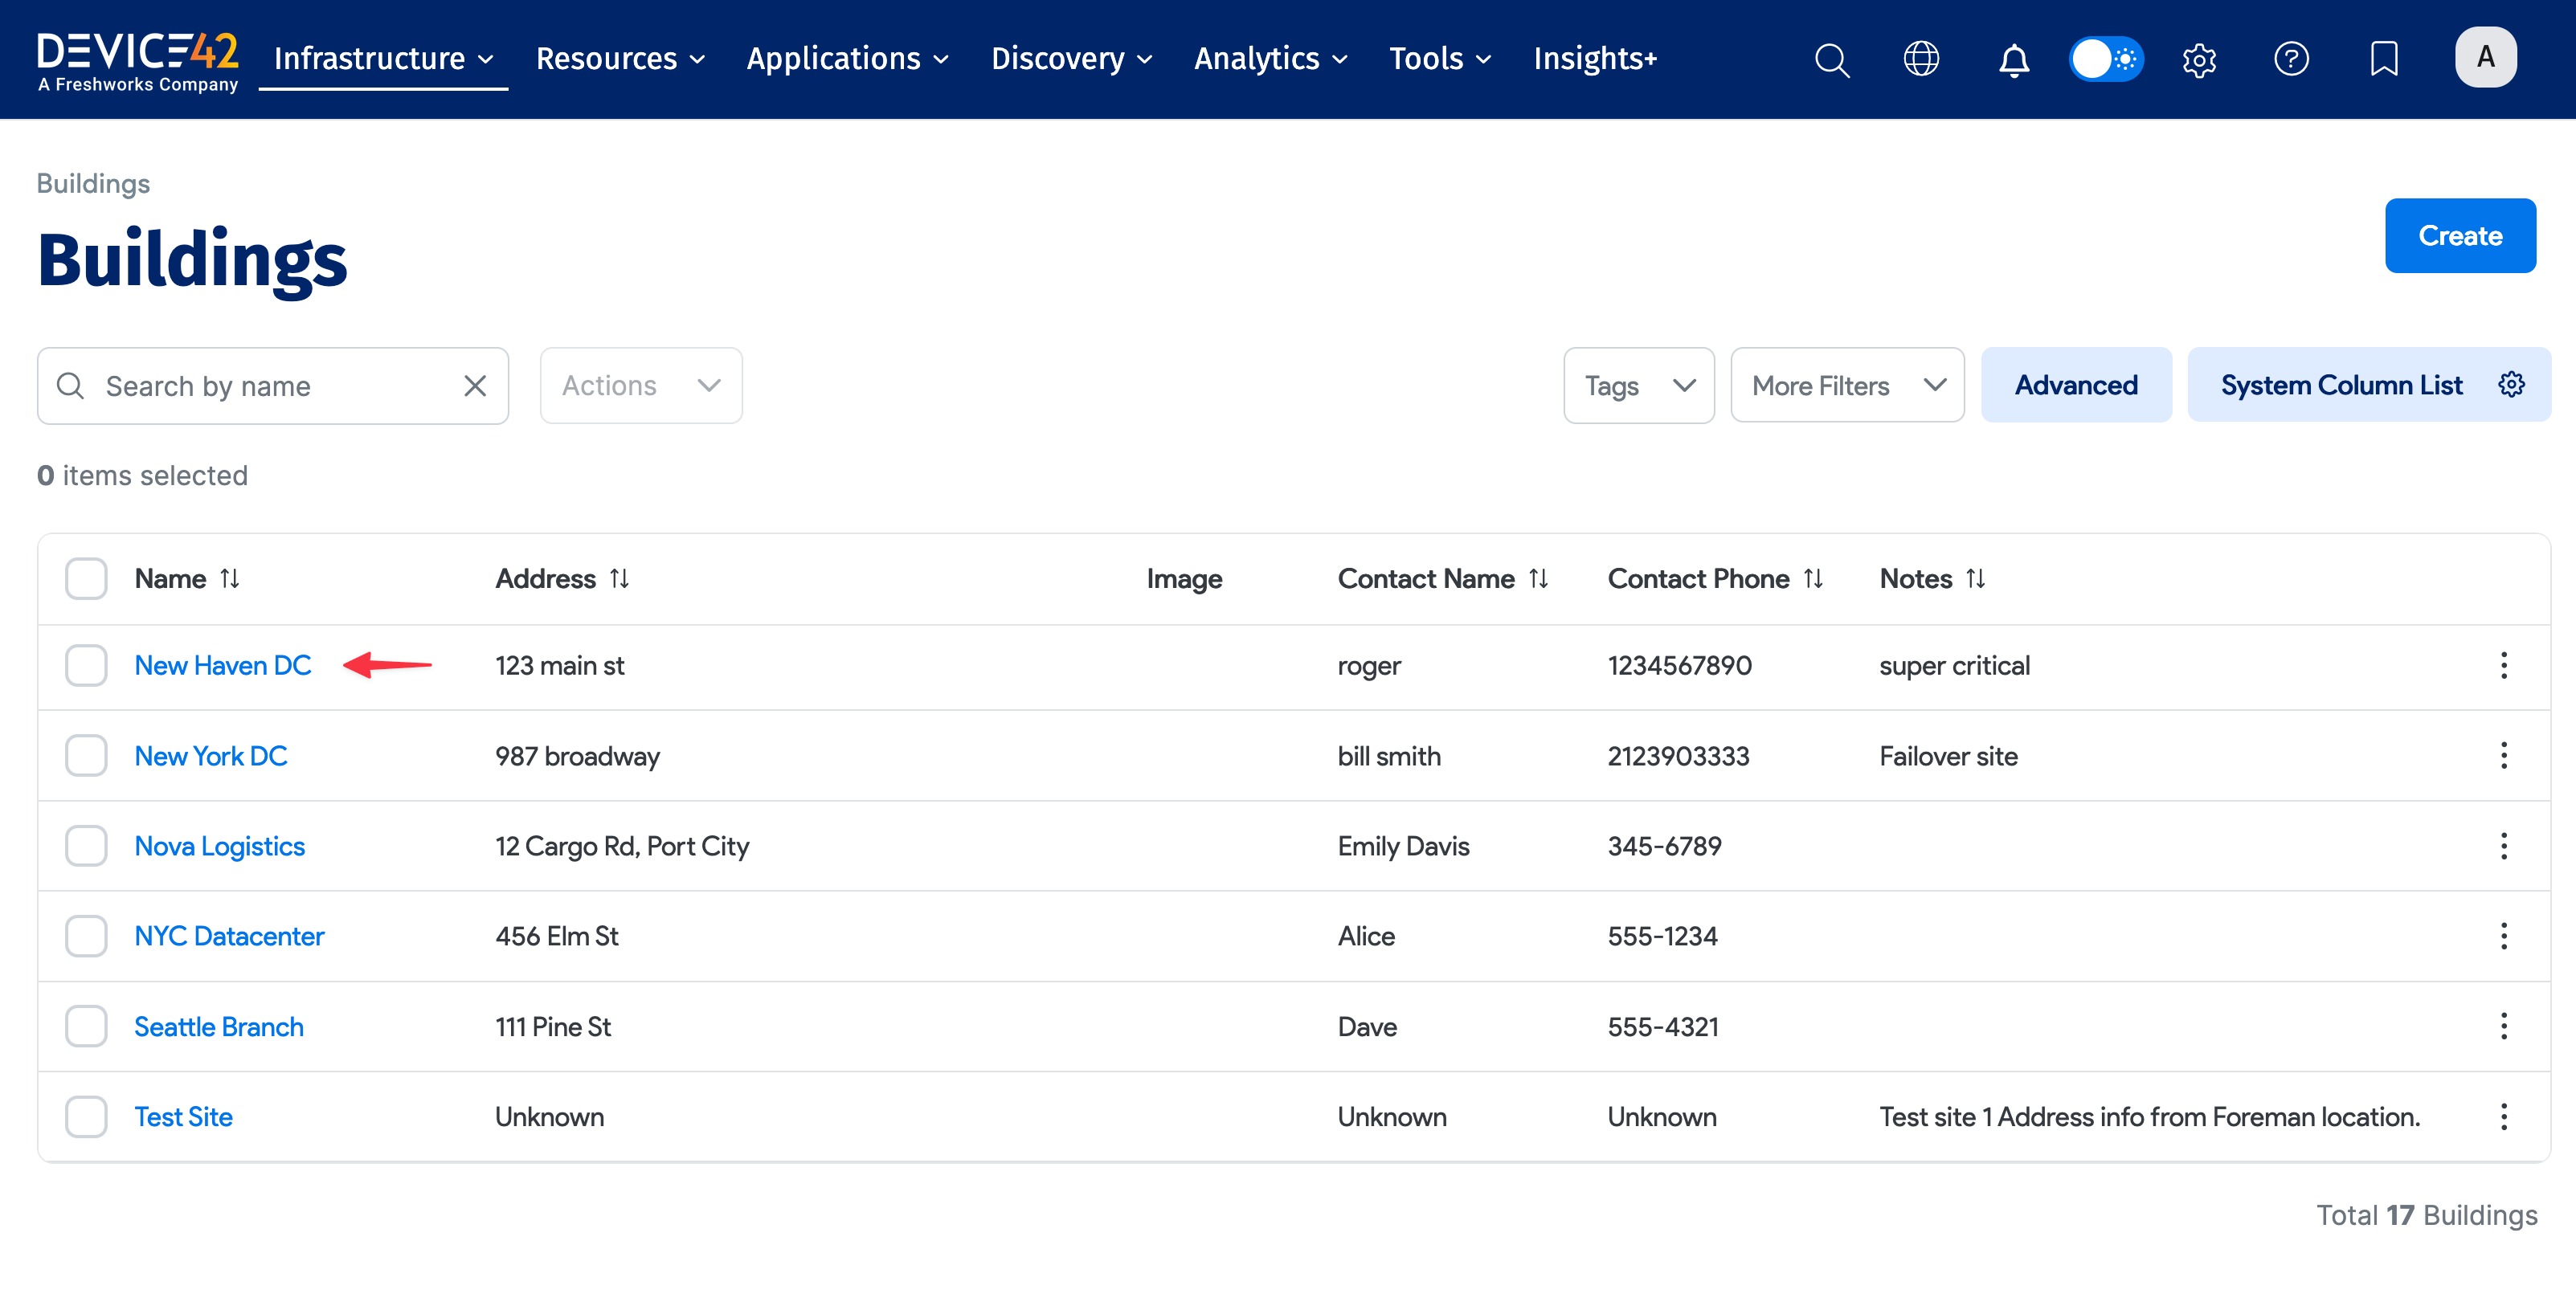 DEVICE42
A Freshworks Company
Infrastructure Resources Applications Discovery Analytics Tools Insights+
A
Buildings
Buildings
Create
Search by name Actions Tags More Filters Advanced System Column List
0 items selected
Name Address Image Contact Name Contact Phone Notes
New Haven DC 123 main st roger 1234567890 super critical
New York DC 987 broadway bill smith 2123903333 Failover site
Nova Logistics 12 Cargo Rd, Port City Emily Davis 345-6789
NYC Datacenter 456 Elm St Alice 555-1234
Seattle Branch 111 Pine St Dave 555-4321
Test Site Unknown Unknown Unknown Test site 1 Address info from Foreman location.
Total 17 Buildings